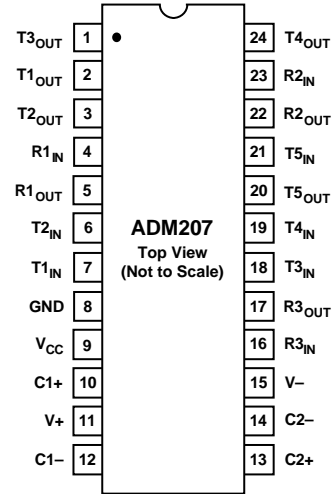 T3OUT 1 24 T4OUT
T1OUT 2 23 R2IN
T2OUT 3 22 R2OUT
R1IN 4 21 T5IN
R1OUT 5 20 T5OUT
T2IN 6 ADM207 19 T4IN
T1IN 7 Top View 18 T3IN
(Not to Scale)
GND 8 17 R3OUT
VCC 9 16 R3IN
C1+ 10 15 V–
V+ 11 14 C2–
C1– 12 13 C2+